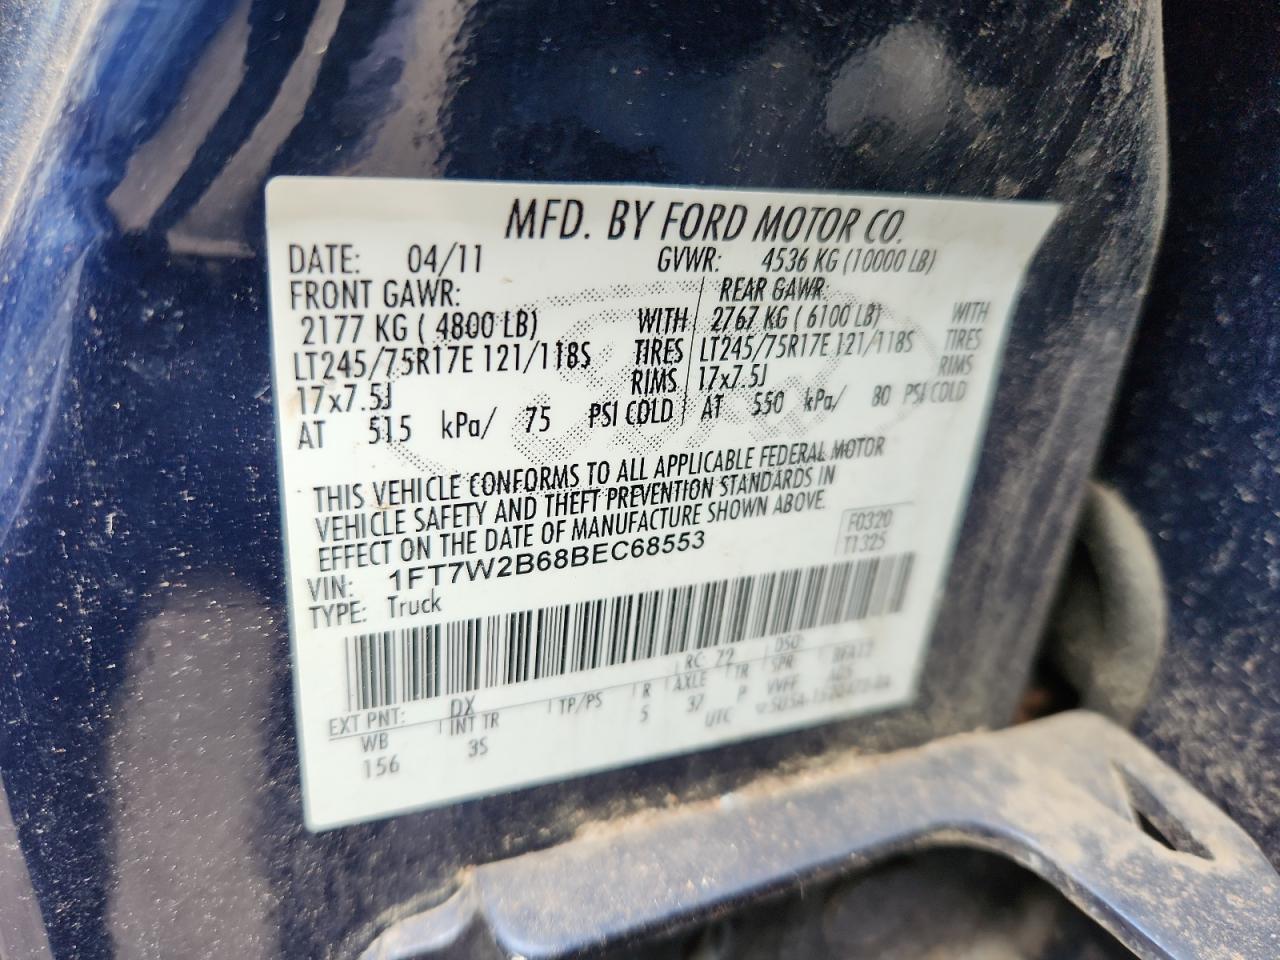 MFD. BY FORD MOTOR CO.
DATE: 04/11 GVWR: 4536 KG (10000 LB)
FRONT GAWR: REAR GAWR:
2177 KG ( 4800 LB) WITH 2767 KG ( 6100 LB) WITH
LT245/75R17E 121/118S TIRES LT245/75R17E 121/118S TIRES
17x7.5J RIMS 17x7.5J RIMS
AT 515 kPa/ 75 PSI COLD AT 550 kPa/ 80 PSI COLD
THIS VEHICLE CONFORMS TO ALL APPLICABLE FEDERAL MOTOR
VEHICLE SAFETY AND THEFT PREVENTION STANDARDS IN
EFFECT ON THE DATE OF MANUFACTURE SHOWN ABOVE.
VIN: 1FT7W2B68BEC68553 F0320
TYPE: Truck T1325
EXT PNT: DX RC: 72 DSO:
WB INT TR TP/PS R AXLE TR SPR
156 3S 5 37 P VVFF
UTC